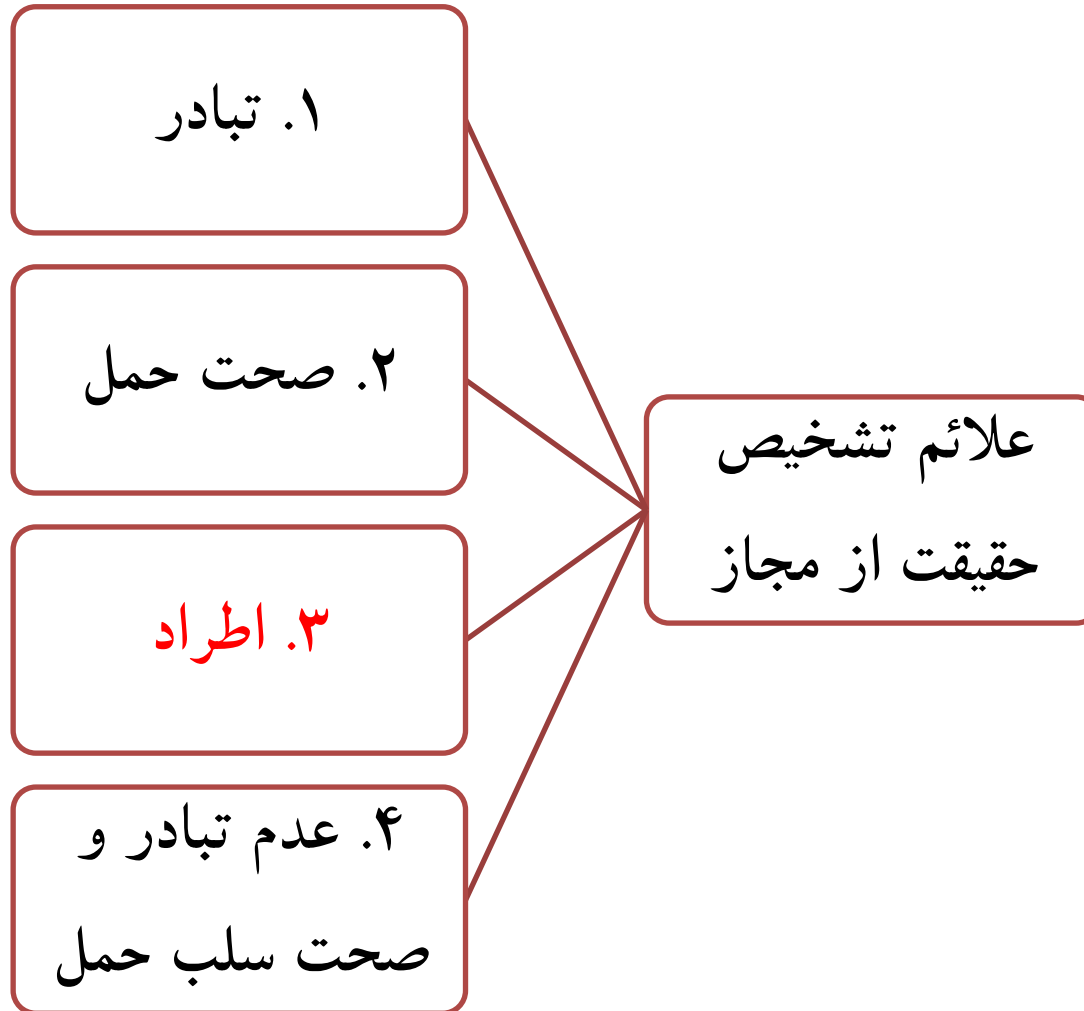 علائم تشخیص
حقیقت از مجاز
۱. تبادر
۲. صحت حمل
۳. اطراد
۴. عدم تبادر و
صحت سلب حمل